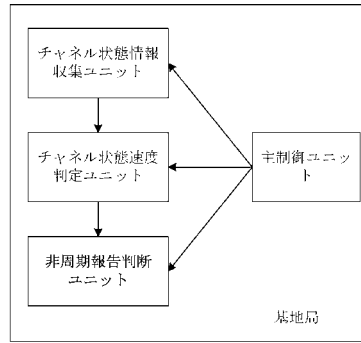 チャネル状態情報
収集ユニット
チャネル状態速度
判定ユニット
主制御ユニッ
ト
非周期報告判断
ユニット
基地局